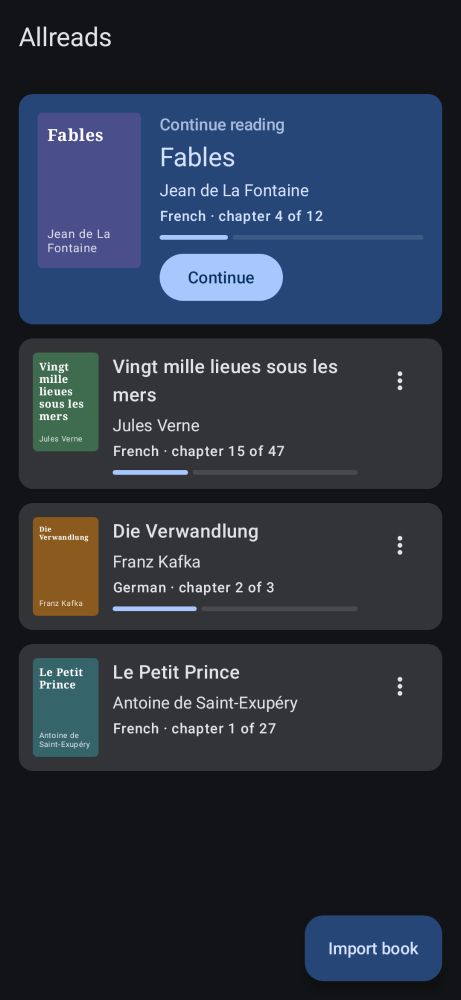 Allreads
Fables
Jean de La
Fontaine
Continue reading
Fables
Jean de La Fontaine
French · chapter 4 of 12
Continue
Vingt
mille
lieues
sous les
mers
Jules Verne
Vingt mille lieues sous les
mers
Jules Verne
French · chapter 15 of 47
Die
Verwandlung
Franz Kafka
Die Verwandlung
Franz Kafka
German · chapter 2 of 3
Le Petit
Prince
Antoine de
Saint-Exupéry
Le Petit Prince
Antoine de Saint-Exupéry
French · chapter 1 of 27
Import book